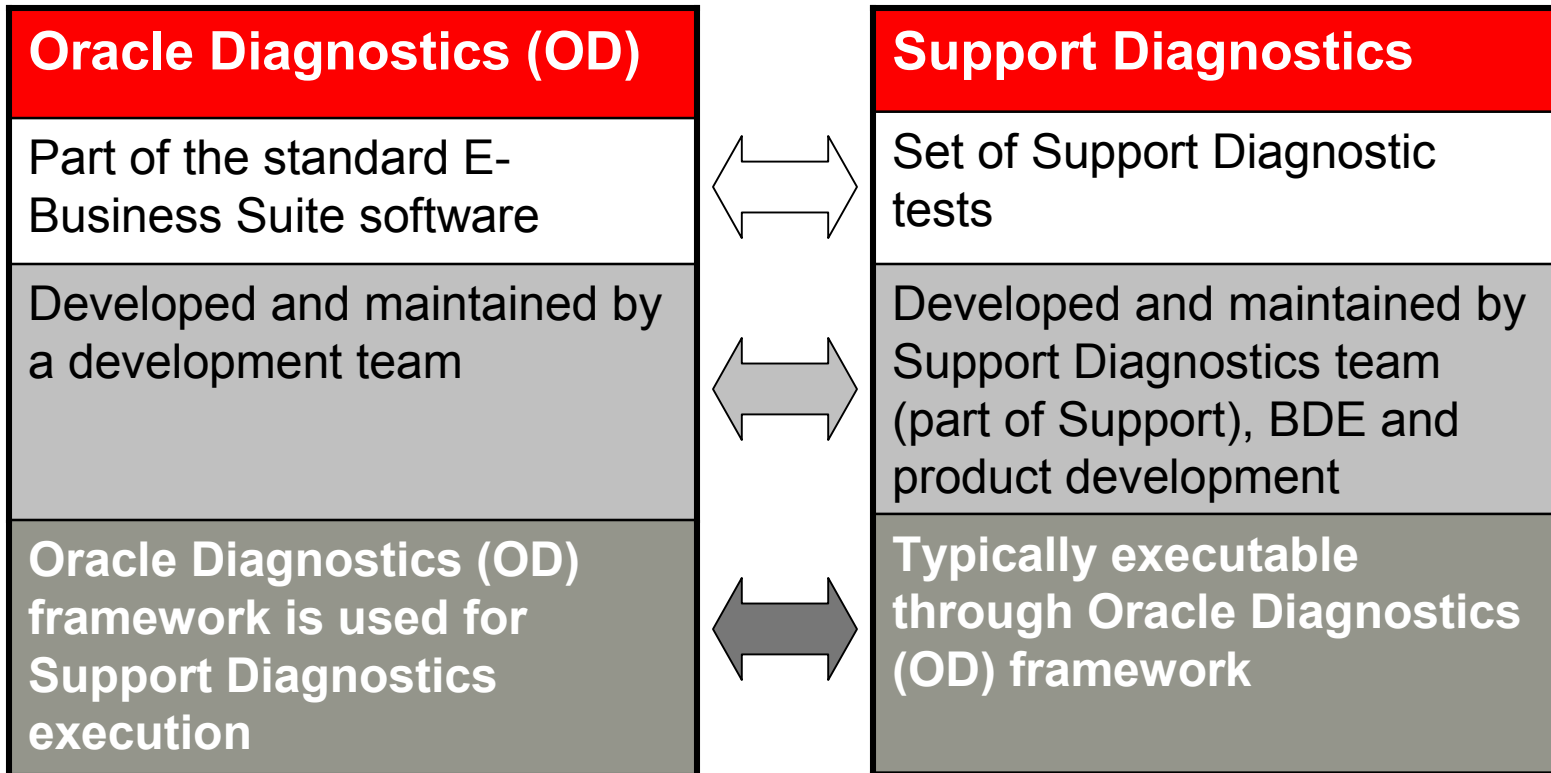 Oracle Diagnostics (OD)
Part of the standard E-
Business Suite software
Developed and maintained by
a development team
Oracle Diagnostics (OD)
framework is used for
Support Diagnostics
execution
Support Diagnostics
Set of Support Diagnostic
tests
Developed and maintained by
Support Diagnostics team
(part of Support), BDE and
product development
Typically executable
through Oracle Diagnostics
(OD) framework